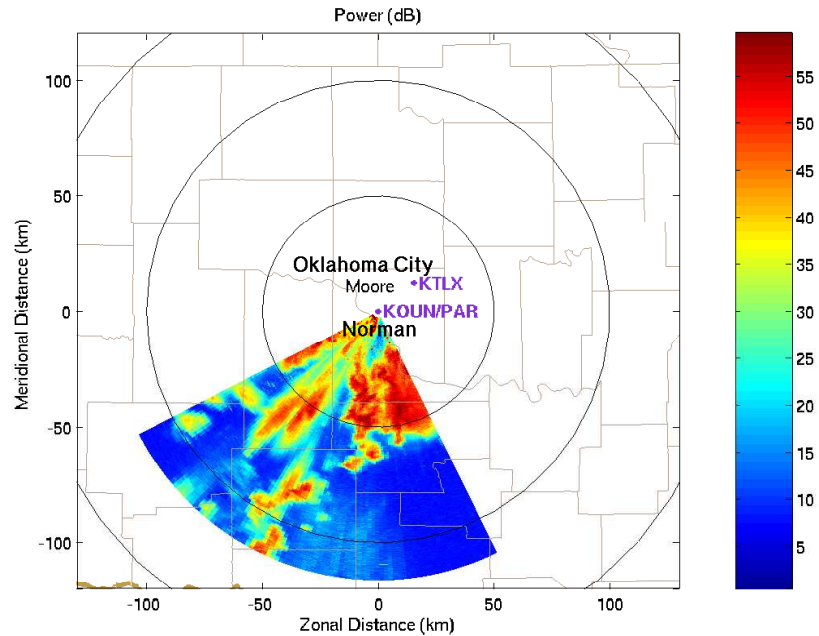 Power (dB)
100
50
0
-50
-100
Meridional Distance (km)
Oklahoma City
Moore
KTLX
KOUN/PAR
Norman
-100
-50
0
50
100
Zonal Distance (km)
55
50
45
40
35
30
25
20
15
10
5